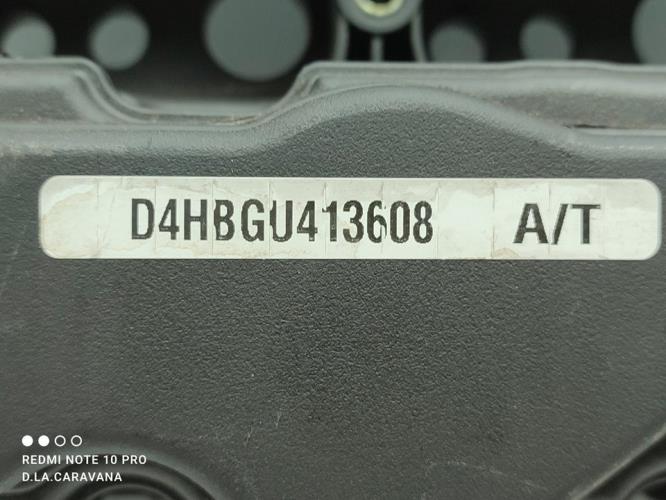 D4HBGU413608 A/T
REDMI NOTE 10 PRO
D.LA.CARAVANA